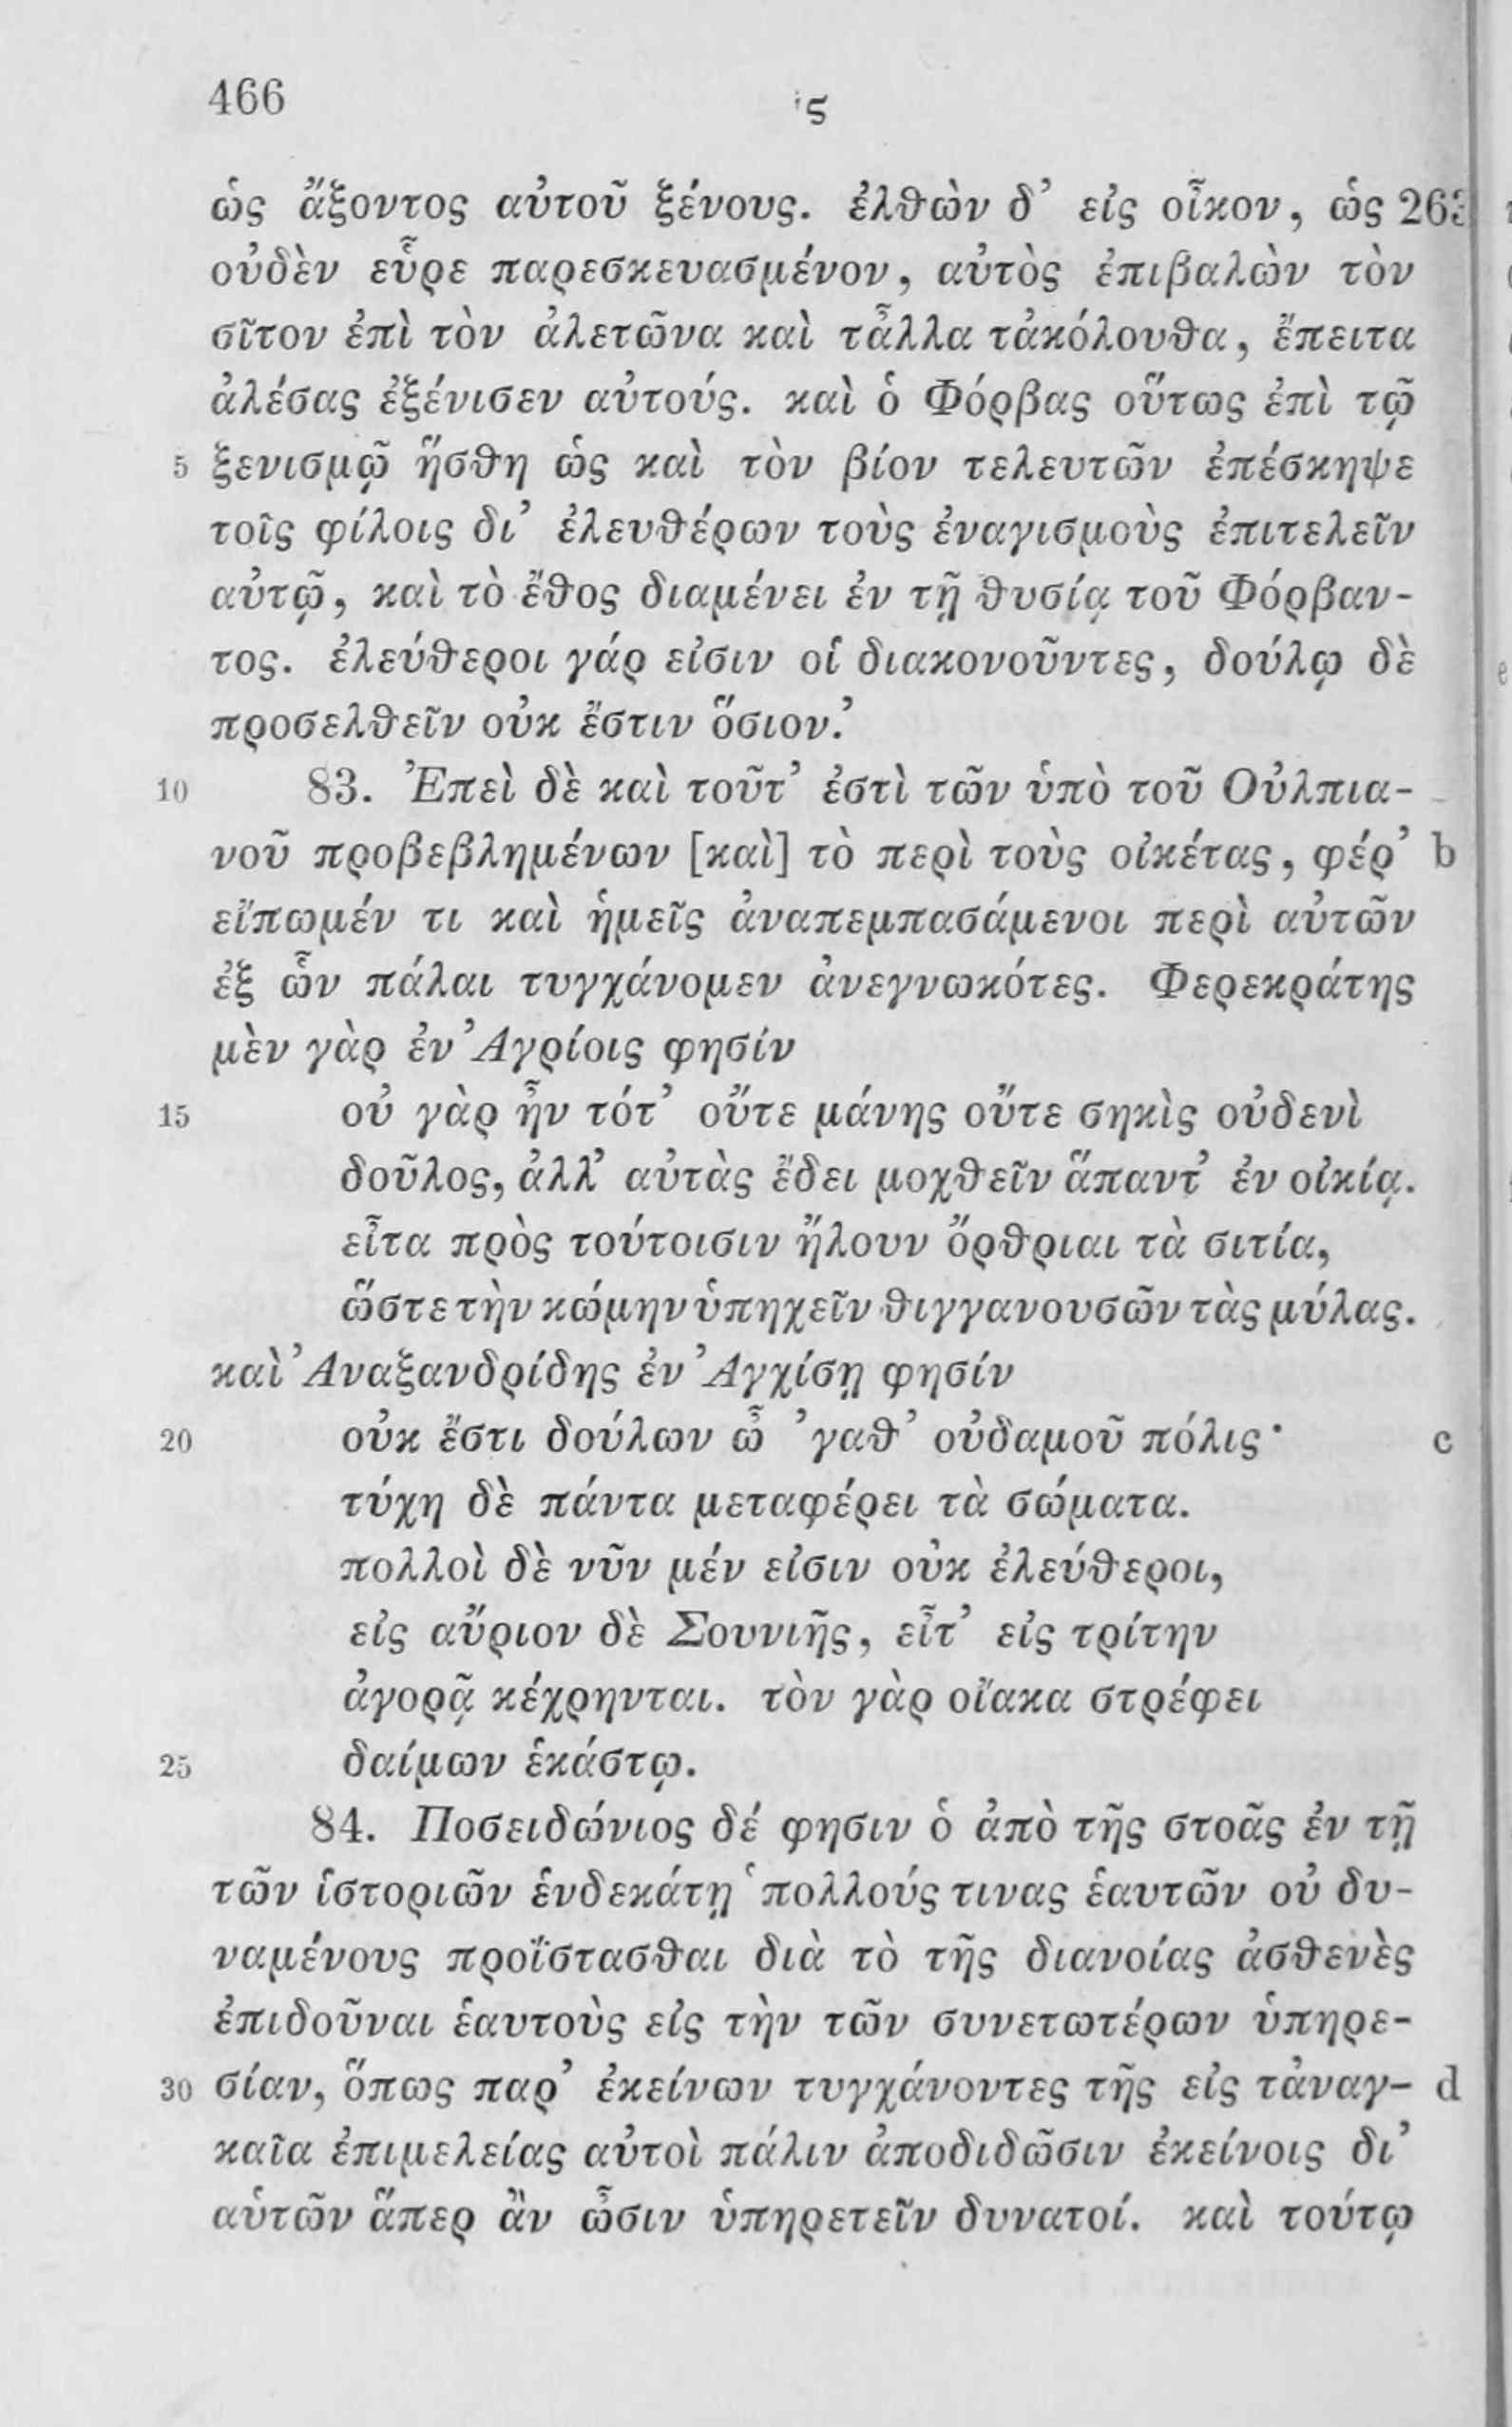 466 ʹς
ὡς ἄξοντος αὐτοῦ ξένους. ἐλθὼν δ’ εἰς οἶκον, ὡς 263
οὐδὲν εὗρε παρεσκευασμένον, αὐτὸς ἐπιβαλὼν τὸν
σῖτον ἐπὶ τὸν ἀλετῶνα καὶ τἆλλα τἀκόλουθα, ἔπειτα
ἀλέσας ἐξένισεν αὐτούς. καὶ ὁ Φόρβας οὕτως ἐπὶ τῷ
5 ξενισμῷ ἥσθη ὡς καὶ τὸν βίον τελευτῶν ἐπέσκηψε
τοῖς φίλοις δι’ ἐλευθέρων τοὺς ἐναγισμοὺς ἐπιτελεῖν
αὐτῷ, καὶ τὸ ἔθος διαμένει ἐν τῇ θυσίᾳ τοῦ Φόρβαν-
τος. ἐλεύθεροι γάρ εἰσιν οἱ διακονοῦντες, δούλῳ δὲ
προσελθεῖν οὐκ ἔστιν ὅσιον.’
10 83. Ἐπεὶ δὲ καὶ τοῦτ’ ἐστὶ τῶν ὑπὸ τοῦ Οὐλπια-
νοῦ προβεβλημένων [καὶ] τὸ περὶ τοὺς οἰκέτας, φέρ’ b
εἴπωμέν τι καὶ ἡμεῖς ἀναπεμπασάμενοι περὶ αὐτῶν
ἐξ ὧν πάλαι τυγχάνομεν ἀνεγνωκότες. Φερεκράτης
μὲν γὰρ ἐν Ἀγρίοις φησίν
15 οὐ γὰρ ἦν τότ’ οὔτε μάνης οὔτε σηκὶς οὐδενὶ
δοῦλος, ἀλλ’ αὐτὰς ἔδει μοχθεῖν ἅπαντ’ ἐν οἰκίᾳ.
εἶτα πρὸς τούτοισιν ἤλουν ὄρθριαι τὰ σιτία,
ὥστε τὴν κώμην ὑπηχεῖν θιγγανουσῶν τὰς μύλας.
καὶ Ἀναξανδρίδης ἐν Ἀγχίσῃ φησίν
20 οὐκ ἔστι δούλων ὦ ’γαθ’ οὐδαμοῦ πόλις· c
τύχη δὲ πάντα μεταφέρει τὰ σώματα.
πολλοὶ δὲ νῦν μέν εἰσιν οὐκ ἐλεύθεροι,
εἰς αὔριον δὲ Σουνιῆς, εἶτ’ εἰς τρίτην
ἀγορᾷ κέχρηνται. τὸν γὰρ οἴακα στρέφει
25 δαίμων ἑκάστῳ.
84. Ποσειδώνιος δέ φησιν ὁ ἀπὸ τῆς στοᾶς ἐν τῇ
τῶν ἱστοριῶν ἑνδεκάτῃ ‘πολλούς τινας ἑαυτῶν οὐ δυ-
ναμένους προΐστασθαι διὰ τὸ τῆς διανοίας ἀσθενὲς
ἐπιδοῦναι ἑαυτοὺς εἰς τὴν τῶν συνετωτέρων ὑπηρε-
30 σίαν, ὅπως παρ’ ἐκείνων τυγχάνοντες τῆς εἰς τἀναγ- d
καῖα ἐπιμελείας αὐτοὶ πάλιν ἀποδιδῶσιν ἐκείνοις δι’
αὑτῶν ἅπερ ἂν ὦσιν ὑπηρετεῖν δυνατοί. καὶ τούτῳ